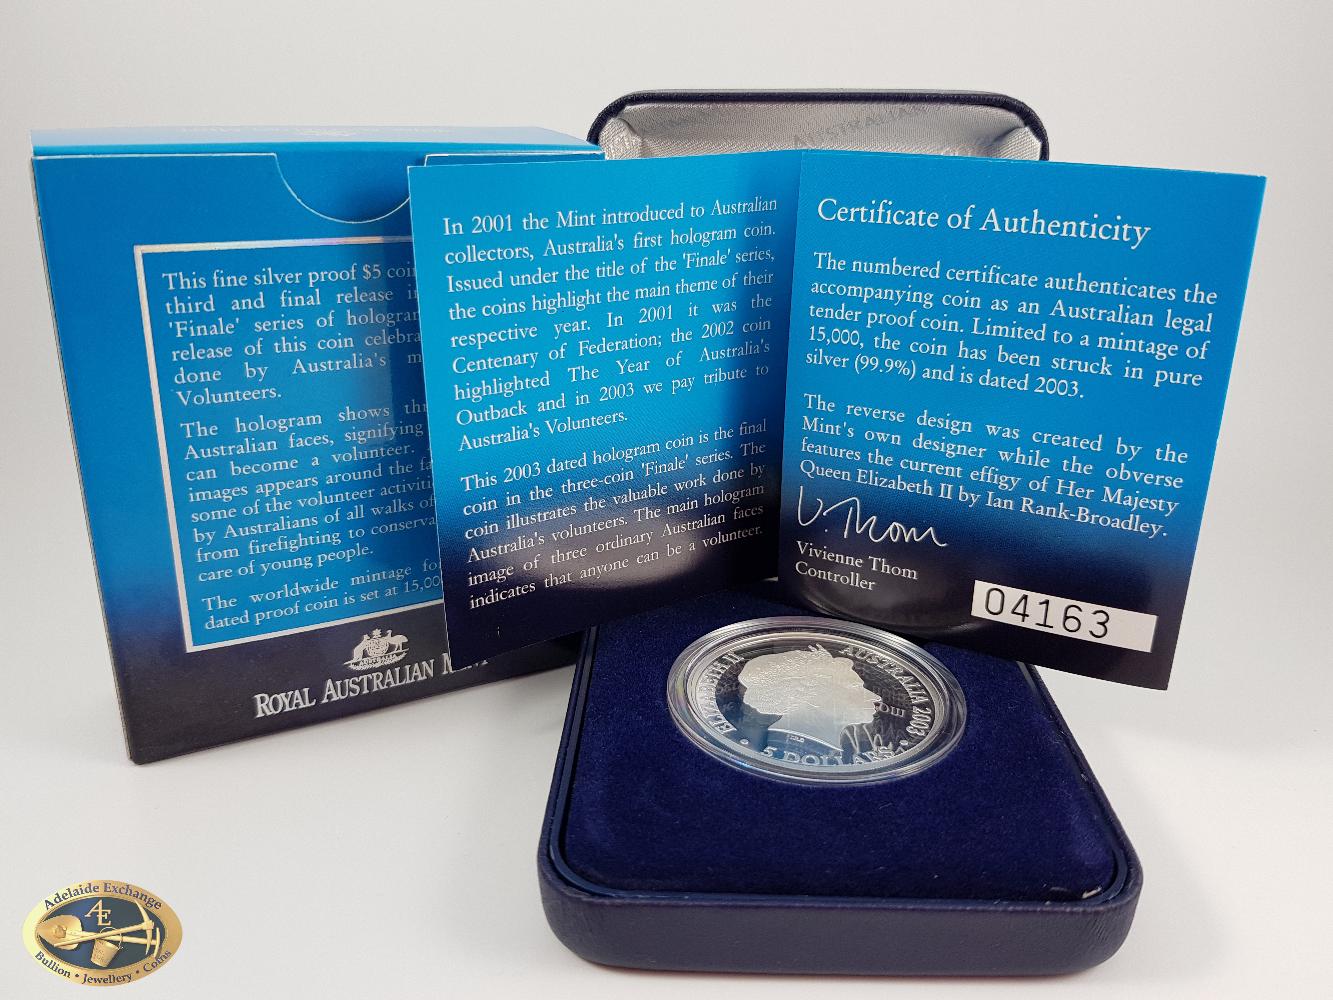 This fine silver proof $5 coin
third and final release
'Finale' series of
release of this coin
done by Australia's
Volunteers.
The hologram shows
Australian faces, signifying
can become a volunteer.
images appears around the
some of the volunteer
by Australians of all walks of
from firefighting to
care of young people.
The worldwide mintage
dated proof coin is set at
AUSTRALIA
ROYAL AUSTRALIAN
In 2001 the Mint introduced to Australian
collectors, Australia's first hologram coin.
Issued under the title of the 'Finale' series,
the coins highlight the main theme of their
respective year. In 2001 it was the
Centenary of Federation; the 2002 coin
highlighted The Year of Australia's
Outback and in 2003 we pay tribute to
Australia's Volunteers.
This 2003 dated hologram coin is the final
coin in the three-coin 'Finale' series. The
coin illustrates the valuable work done by
Australia's volunteers. The main hologram
image of three ordinary Australian faces
indicates that anyone can be a volunteer.
AUSTRALIAN
Certificate of Authenticity
The numbered certificate authenticates the
accompanying coin as an Australian legal
tender proof coin. Limited to a mintage of
15,000, the coin has been struck in pure
silver (99.9%) and is dated 2003.
The reverse design was created by the
Mint's own designer while the obverse
features the current effigy of Her Majesty
Queen Elizabeth II by Ian Rank-Broadley.
V. Thom
Vivienne Thom
Controller
04163
ELIZABETH II AUSTRALIA 2003
5 DOLLARS
Adelaide Exchange
AE
Bullion • Jewellery • Coins